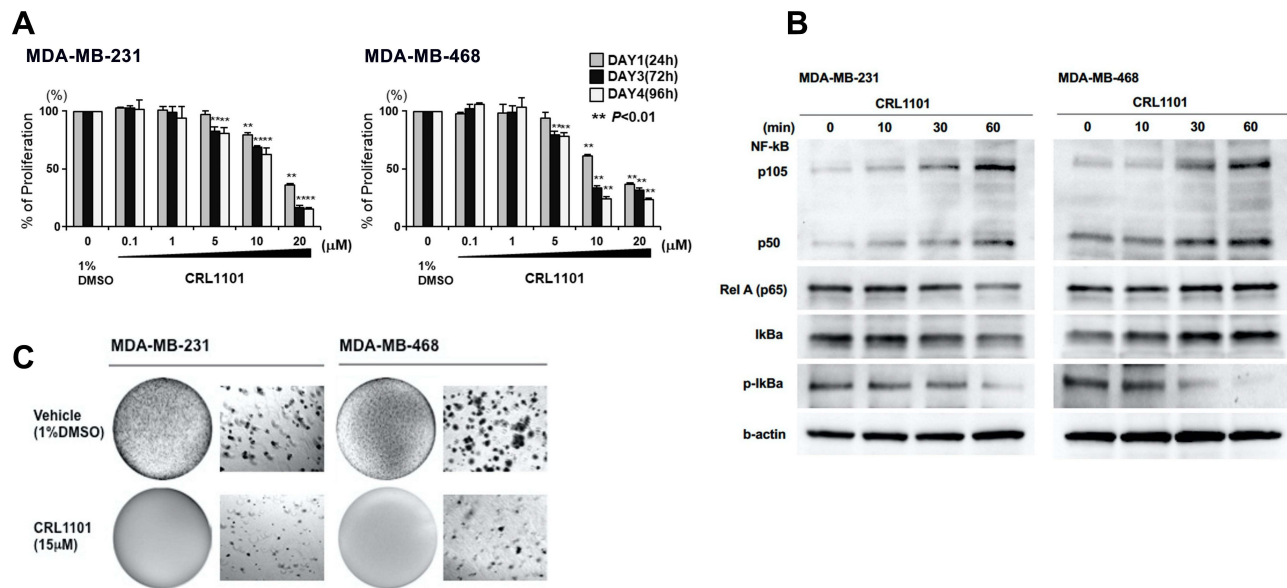 A
MDA-MB-231
MDA-MB-468
DAY1(24h)
DAY3(72h)
DAY4(96h)
** P<0.01
(%)
100
50
0
% of Proliferation
** **
** ** **
** ** **
0 0.1 1 5 10 20 (μM)
1%
DMSO
CRL1101
(%)
100
50
0
% of Proliferation
** **
** ** **
** ** **
0 0.1 1 5 10 20 (μM)
1%
DMSO
CRL1101
B
MDA-MB-231
MDA-MB-468
CRL1101
CRL1101
(min) 0 10 30 60
0 10 30 60
NF-kB
p105
p50
Rel A (p65)
IkBa
p-IkBa
b-actin
C
MDA-MB-231
MDA-MB-468
Vehicle
(1%DMSO)
CRL1101
(15μM)